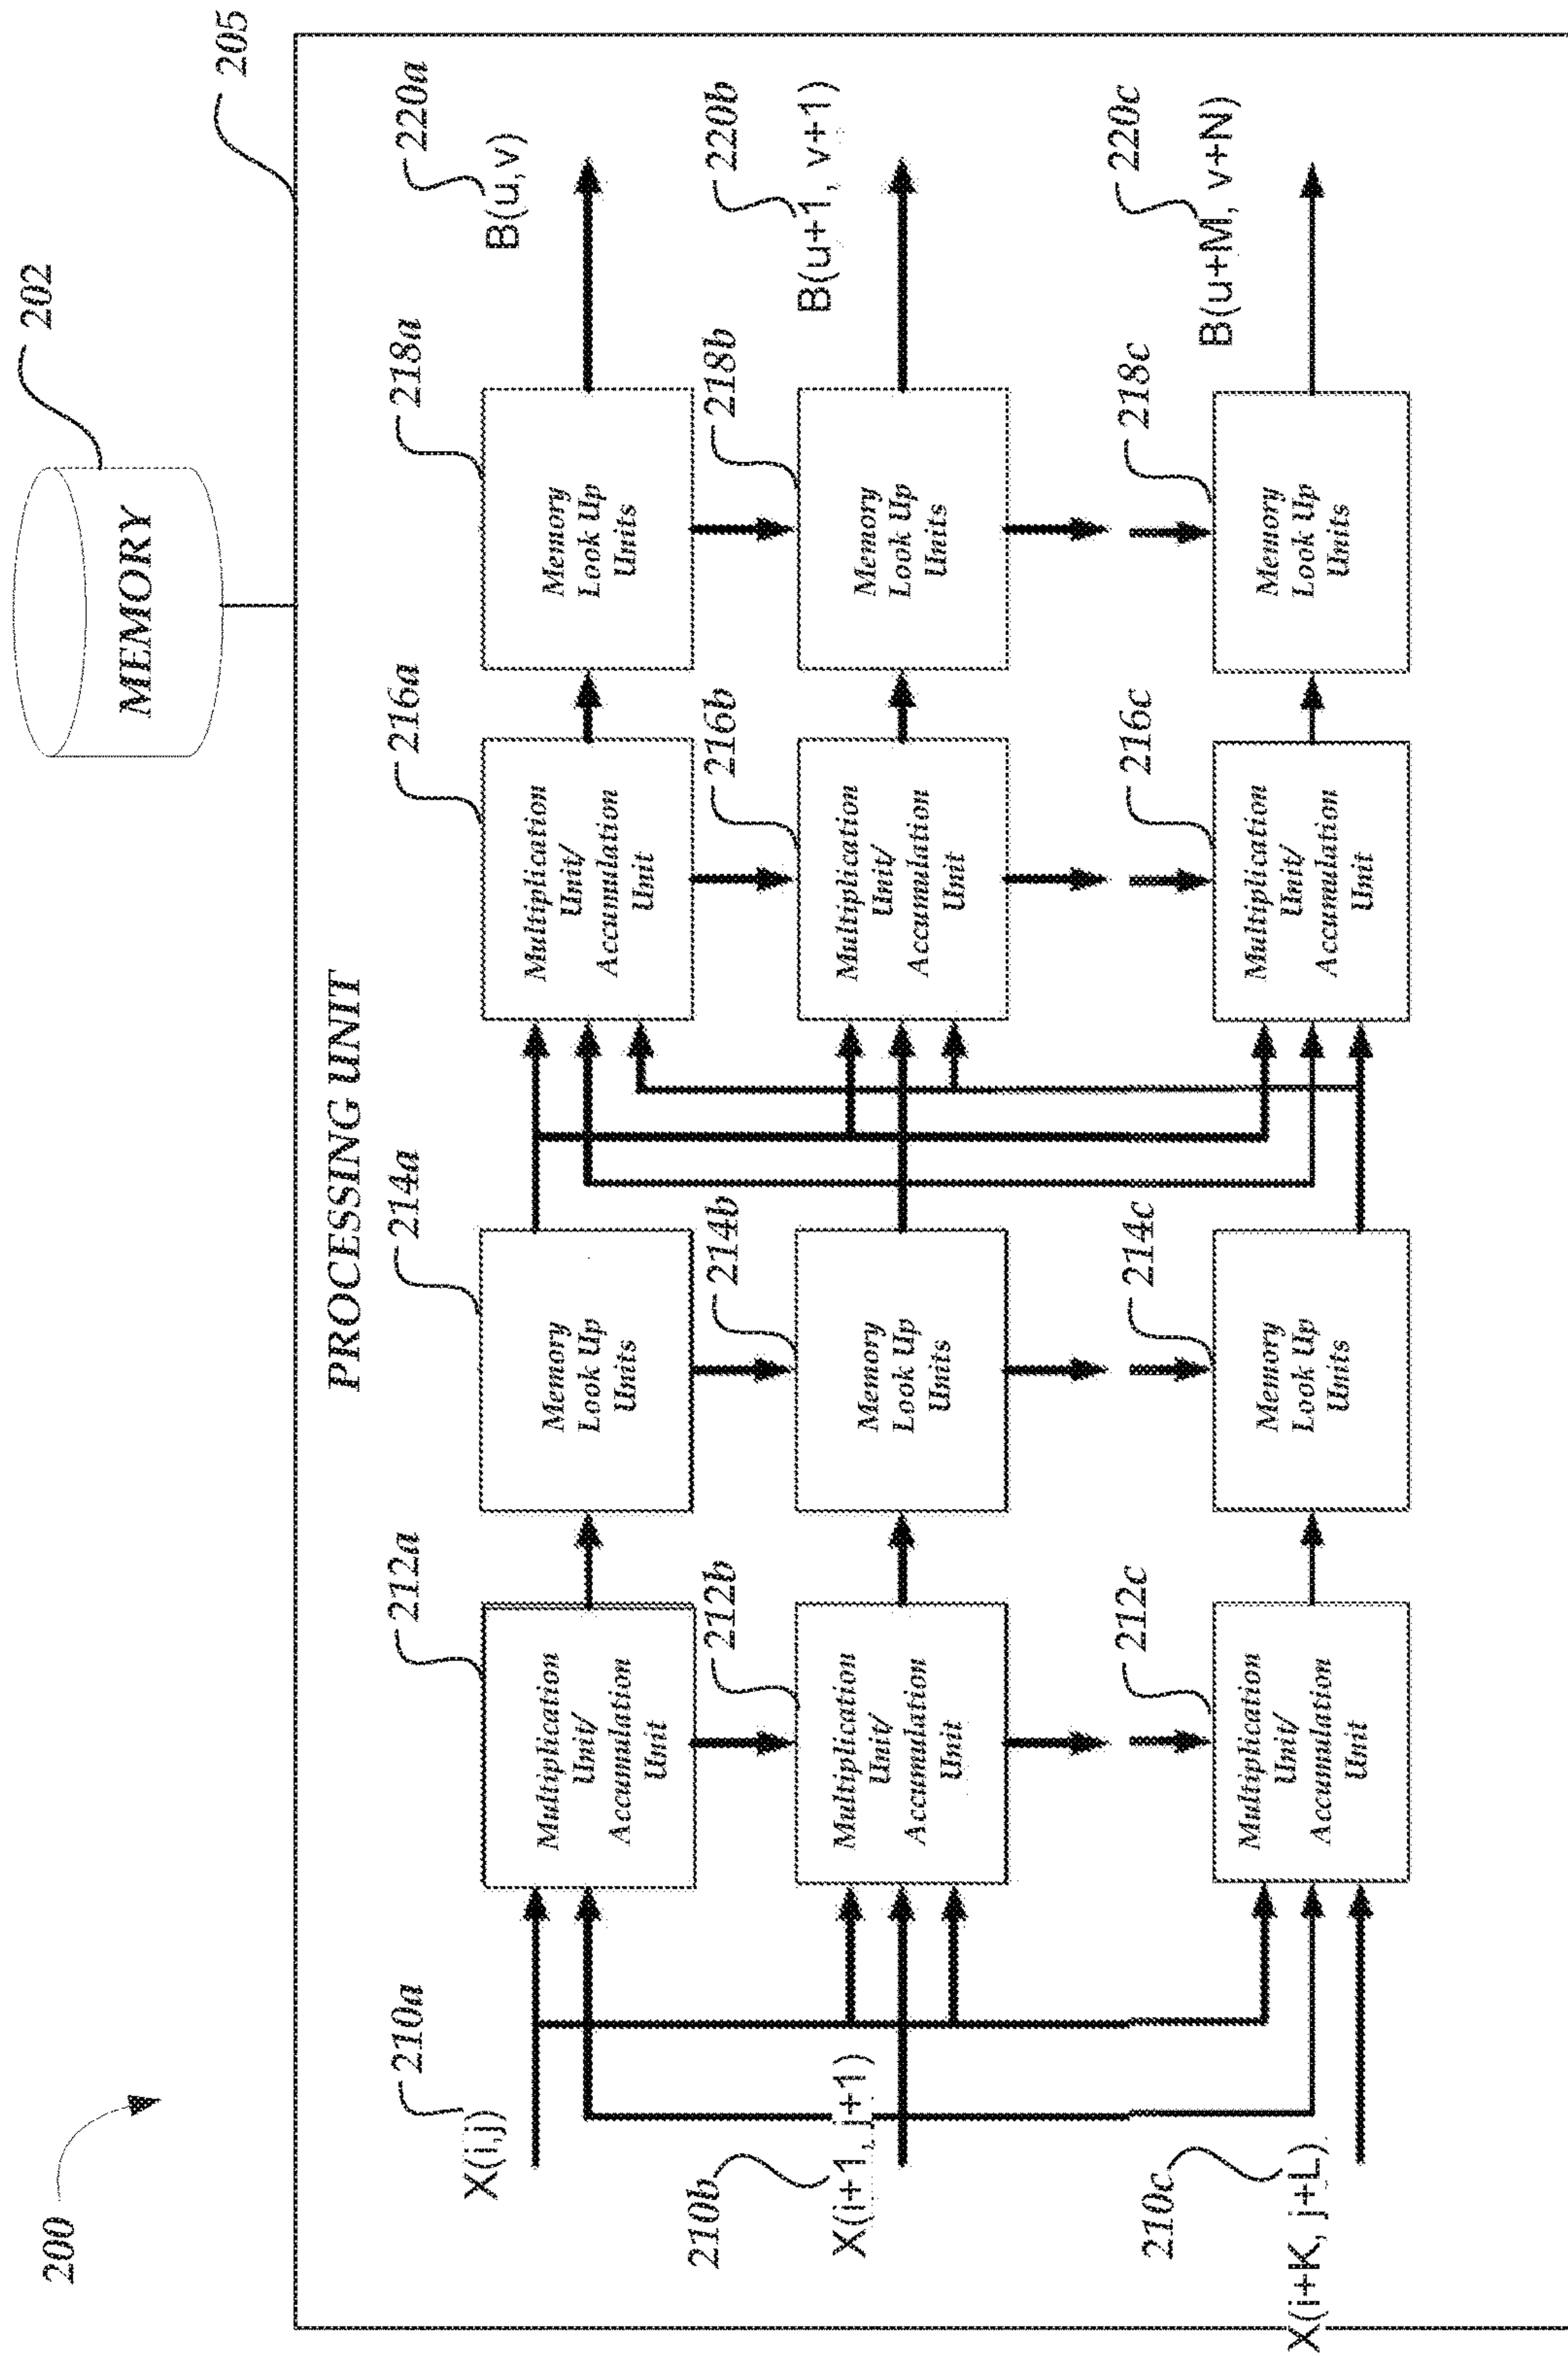 200
MEMORY
202
205
PROCESSING UNIT
210a
X(i,j)
212a
Multiplication
Unit/
Accumulation
Unit
214a
Memory
Look Up
Units
216a
Multiplication
Unit/
Accumulation
Unit
218a
Memory
Look Up
Units
220a
B(u,v)
210b
X(i+1, j+1)
212b
Multiplication
Unit/
Accumulation
Unit
214b
Memory
Look Up
Units
216b
Multiplication
Unit/
Accumulation
Unit
218b
Memory
Look Up
Units
220b
B(u+1, v+1)
210c
X(i+K, j+L)
212c
Multiplication
Unit/
Accumulation
Unit
214c
Memory
Look Up
Units
216c
Multiplication
Unit/
Accumulation
Unit
218c
Memory
Look Up
Units
220c
B(u+M, v+N)